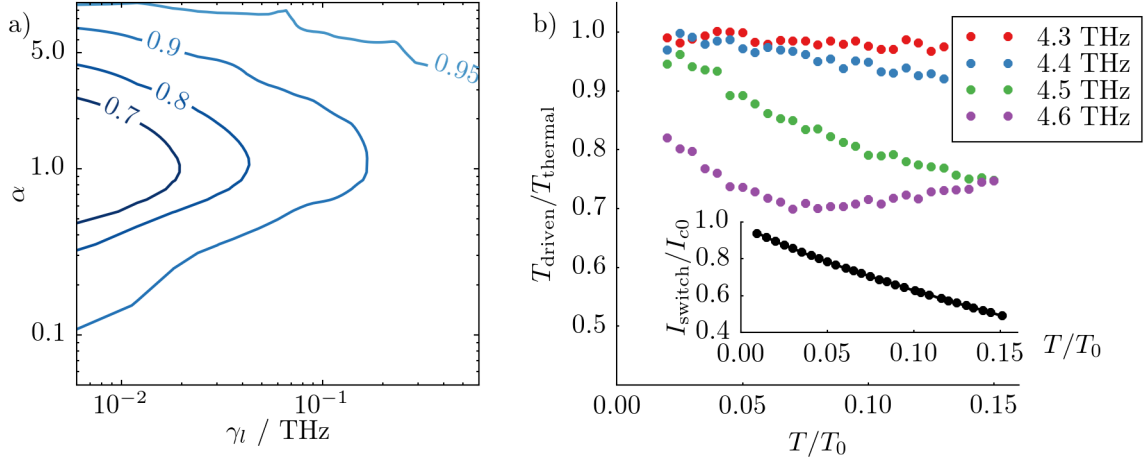 a)
5.0
1.0
0.1
α
0.9
0.8
0.7
0.95
10⁻²
10⁻¹
γₗ / THz
b)
1.0
0.9
0.8
0.7
0.6
0.5
T_driven/T_thermal
4.3 THz
4.4 THz
4.5 THz
4.6 THz
0.00
0.05
0.10
0.15
T/T₀
1.0
0.8
0.6
0.4
I_switch/I_c0
0.00
0.05
0.10
0.15
T/T₀